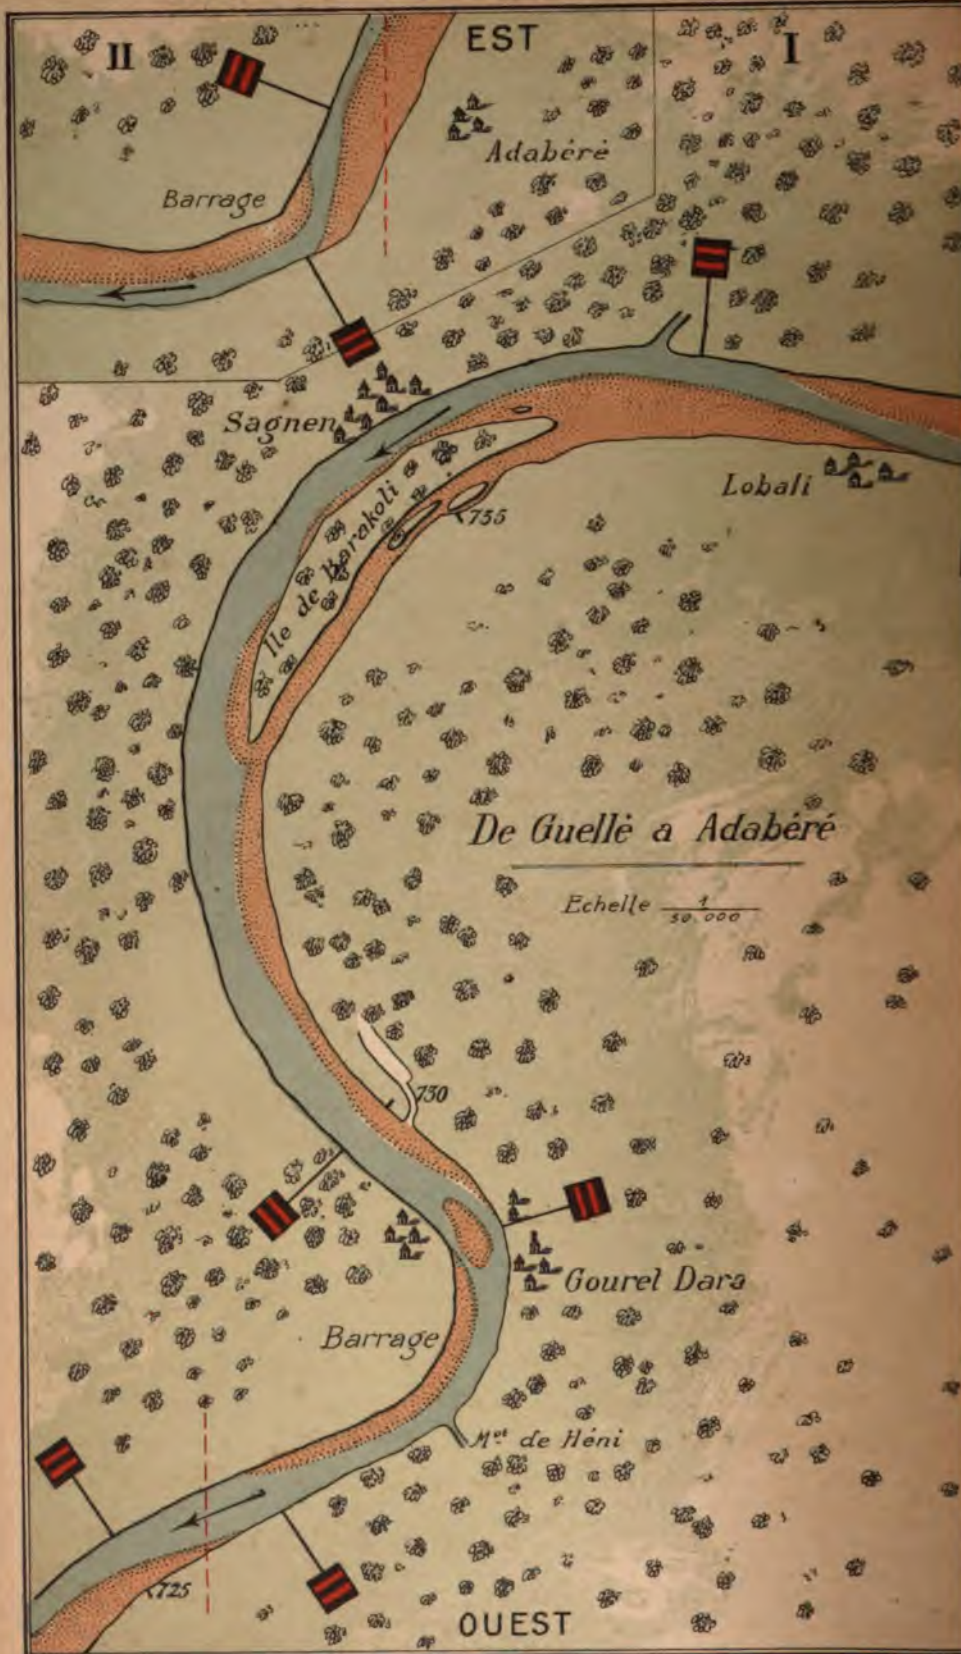 II
EST
I
Adabéré
Barrage
Sagnen
Lobali
735
Ile de Barakoli
De Guellé a Adabéré
Echelle 1
50.000
730
Gourel Dara
Barrage
Mot de Héni
725
OUEST